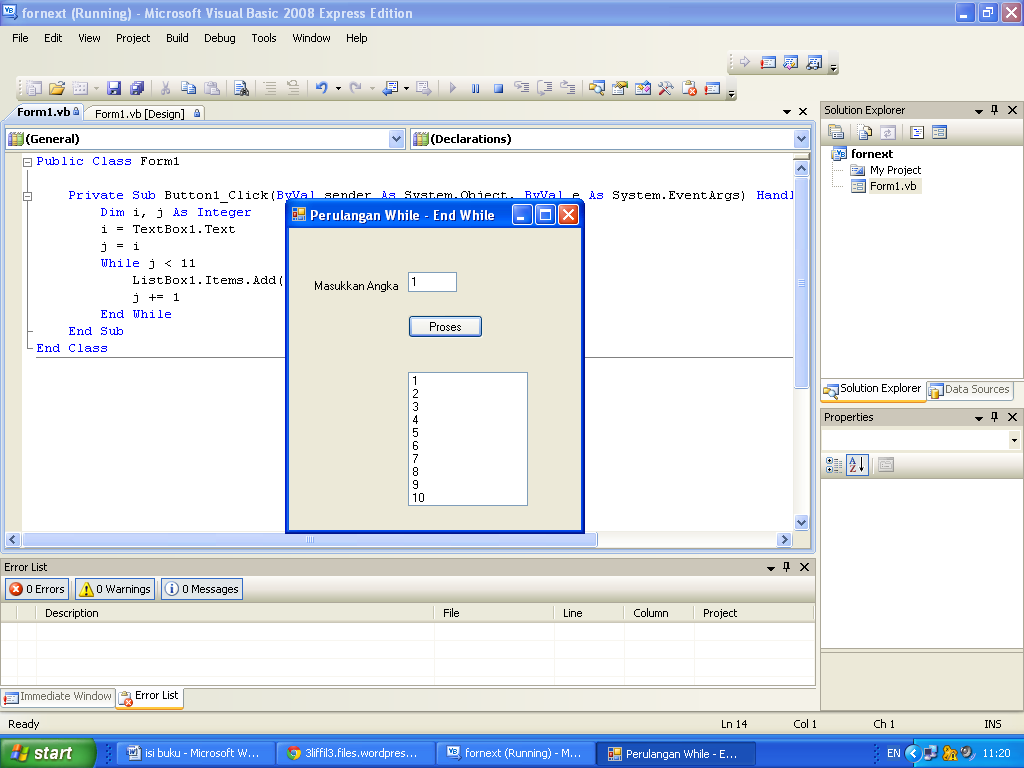 fornext (Running) - Microsoft Visual Basic 2008 Express Edition
File Edit View Project Build Debug Tools Window Help
Form1.vb Form1.vb [Design]
(General) (Declarations)
Public Class Form1
Private Sub Button1_Click(ByVal sender As System.Object, ByVal e As System.EventArgs) Handl
Dim i, j As Integer
i = TextBox1.Text
j = i
While j < 11
ListBox1.Items.Add(
j += 1
End While
End Sub
End Class
Perulangan While - End While
Masukkan Angka 1
Proses
1
2
3
4
5
6
7
8
9
10
Solution Explorer
fornext
My Project
Form1.vb
Solution Explorer Data Sources
Properties
Error List
0 Errors 0 Warnings 0 Messages
Description File Line Column Project
Immediate Window Error List
Ready Ln 14 Col 1 Ch 1 INS
start isi buku - Microsoft W... 3liffil3.files.wordpress... fornext (Running) - M... Perulangan While - E... EN 11:20